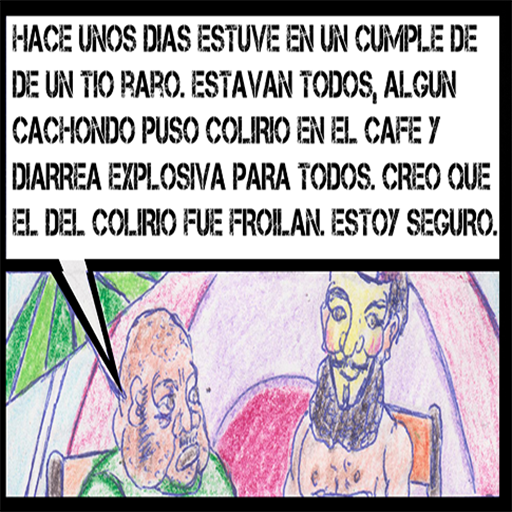 HACE UNOS DIAS ESTUVE EN UN CUMPLE DE
DE UN TIO RARO. ESTAVAN TODOS, ALGUN
CACHONDO PUSO COLIRIO EN EL CAFE Y
DIARREA EXPLOSIVA PARA TODOS. CREO QUE
EL DEL COLIRIO FUE FROILAN. ESTOY SEGURO.